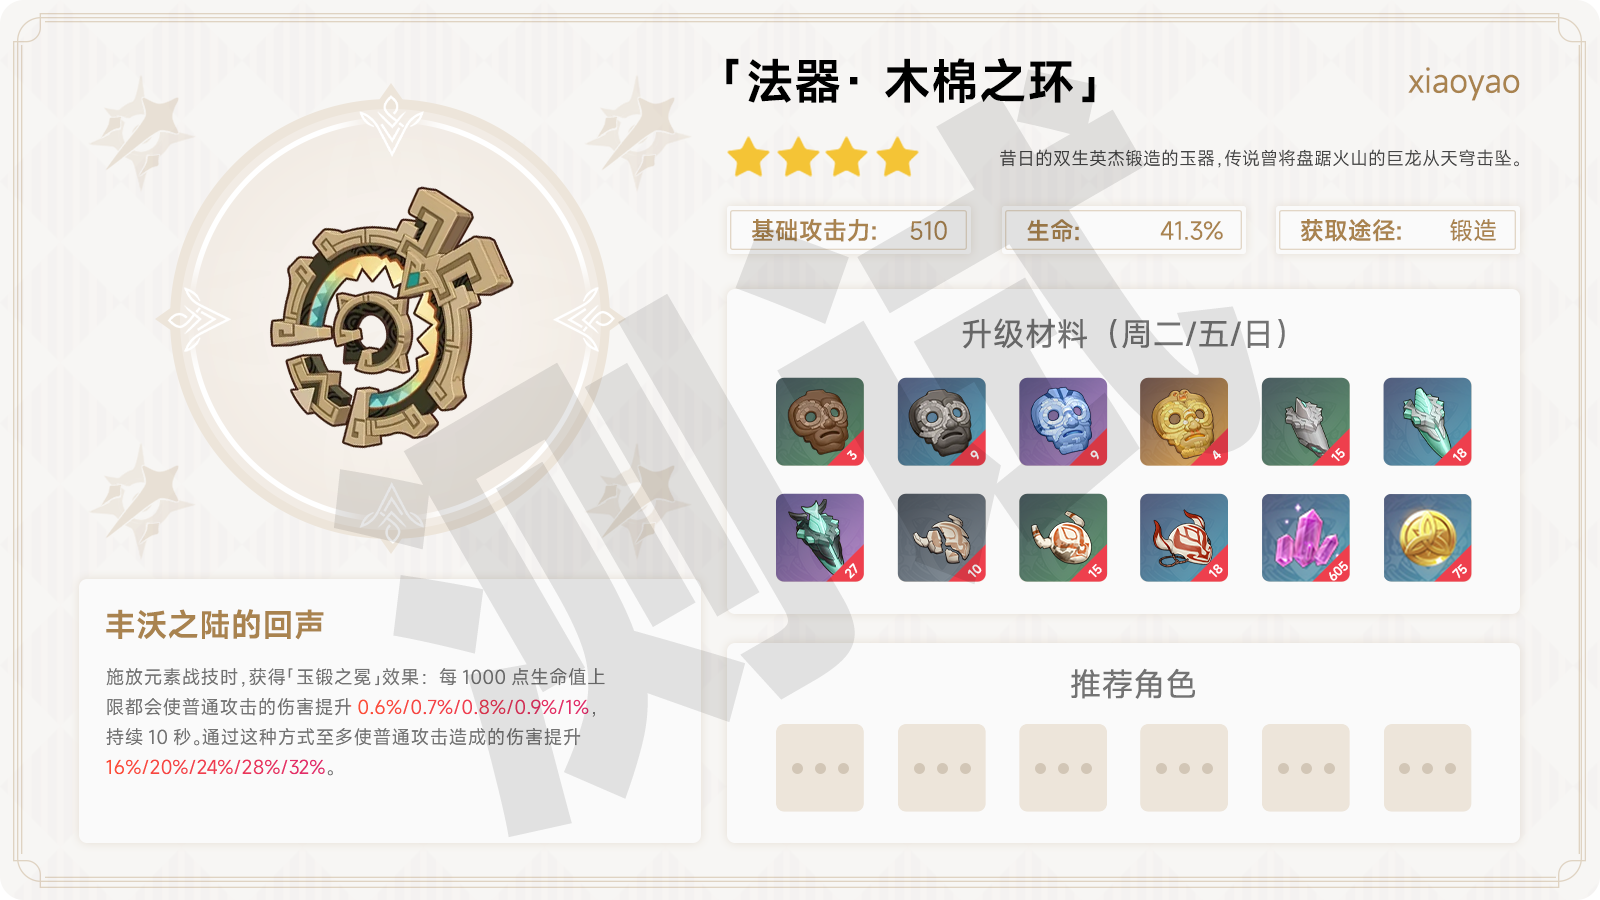 「法器· 木棉之环」
xiaoyao
昔日的双生英杰锻造的玉器,传说曾将盘踞火山的巨龙从天穹击坠。
基础攻击力: 510
生命: 41.3%
获取途径: 锻造
升级材料（周二/五/日）
3
9
9
4
15
18
27
10
15
18
605
75
丰沃之陆的回声
施放元素战技时,获得「玉锻之冕」效果：每 1000 点生命值上
限都会使普通攻击的伤害提升 0.6%/0.7%/0.8%/0.9%/1%,
持续 10 秒。通过这种方式至多使普通攻击造成的伤害提升
16%/20%/24%/28%/32%。
推荐角色
测试